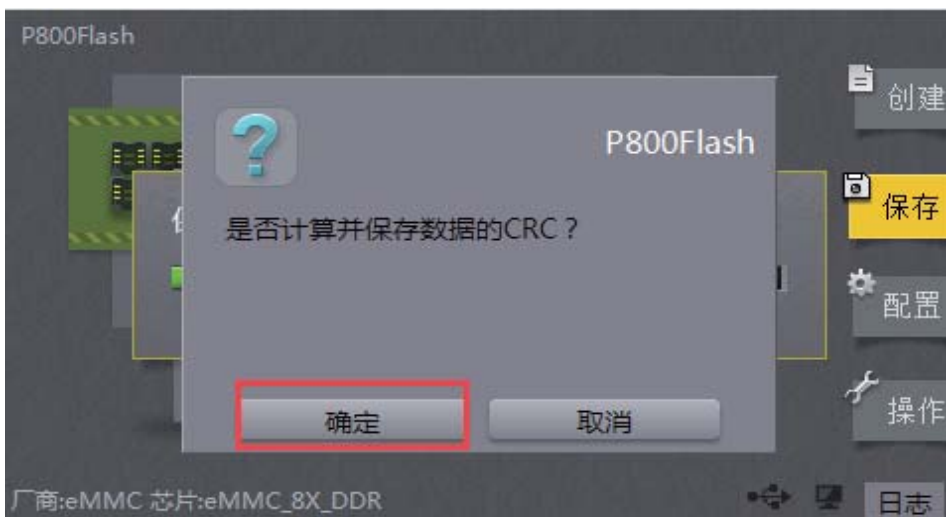 P800Flash
创建
P800Flash
是否计算并保存数据的CRC？
保存
配置
确定
取消
操作
厂商:eMMC 芯片:eMMC_8X_DDR
日志